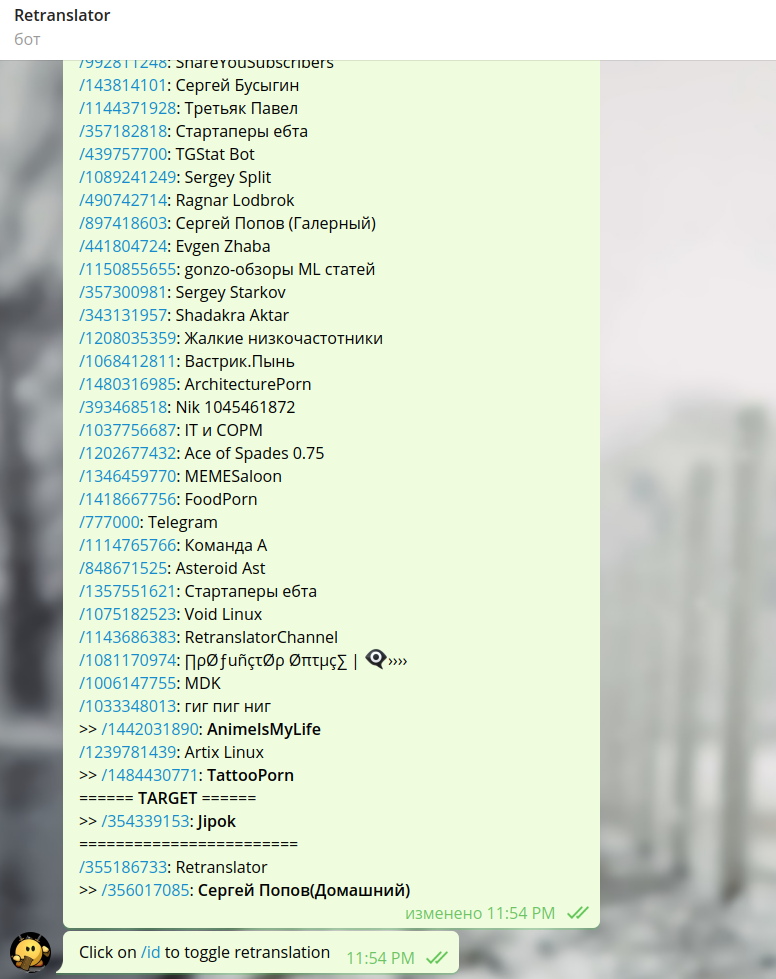 Retranslator
бот
/992811248: ShareYouSubscribers
/143814101: Сергей Бусыгин
/1144371928: Третьяк Павел
/357182818: Стартаперы ебта
/439757700: TGStat Bot
/1089241249: Sergey Split
/490742714: Ragnar Lodbrok
/897418603: Сергей Попов (Галерный)
/441804724: Evgen Zhaba
/1150855655: gonzo-обзоры ML статей
/357300981: Sergey Starkov
/343131957: Shadakra Aktar
/1208035359: Жалкие низкочастотники
/1068412811: Вастрик.Пынь
/1480316985: ArchitecturePorn
/393468518: Nik 1045461872
/1037756687: IT и СОРМ
/1202677432: Ace of Spades 0.75
/1346459770: MEMESaloon
/1418667756: FoodPorn
/777000: Telegram
/1114765766: Команда А
/848671525: Asteroid Ast
/1357551621: Стартаперы ебта
/1075182523: Void Linux
/1143686383: RetranslatorChannel
/1081170974: ∏ρØƒuñçτØρ Øπτμç∑ | 👁‍🗨››››
/1006147755: MDK
/1033348013: гиг пиг ниг
>> /1442031890: AnimeIsMyLife
/1239781439: Artix Linux
>> /1484430771: TattooPorn
====== TARGET ======
>> /354339153: Jipok
========================
/355186733: Retranslator
>> /356017085: Сергей Попов(Домашний)
изменено 11:54 PM
Click on /id to toggle retranslation 11:54 PM